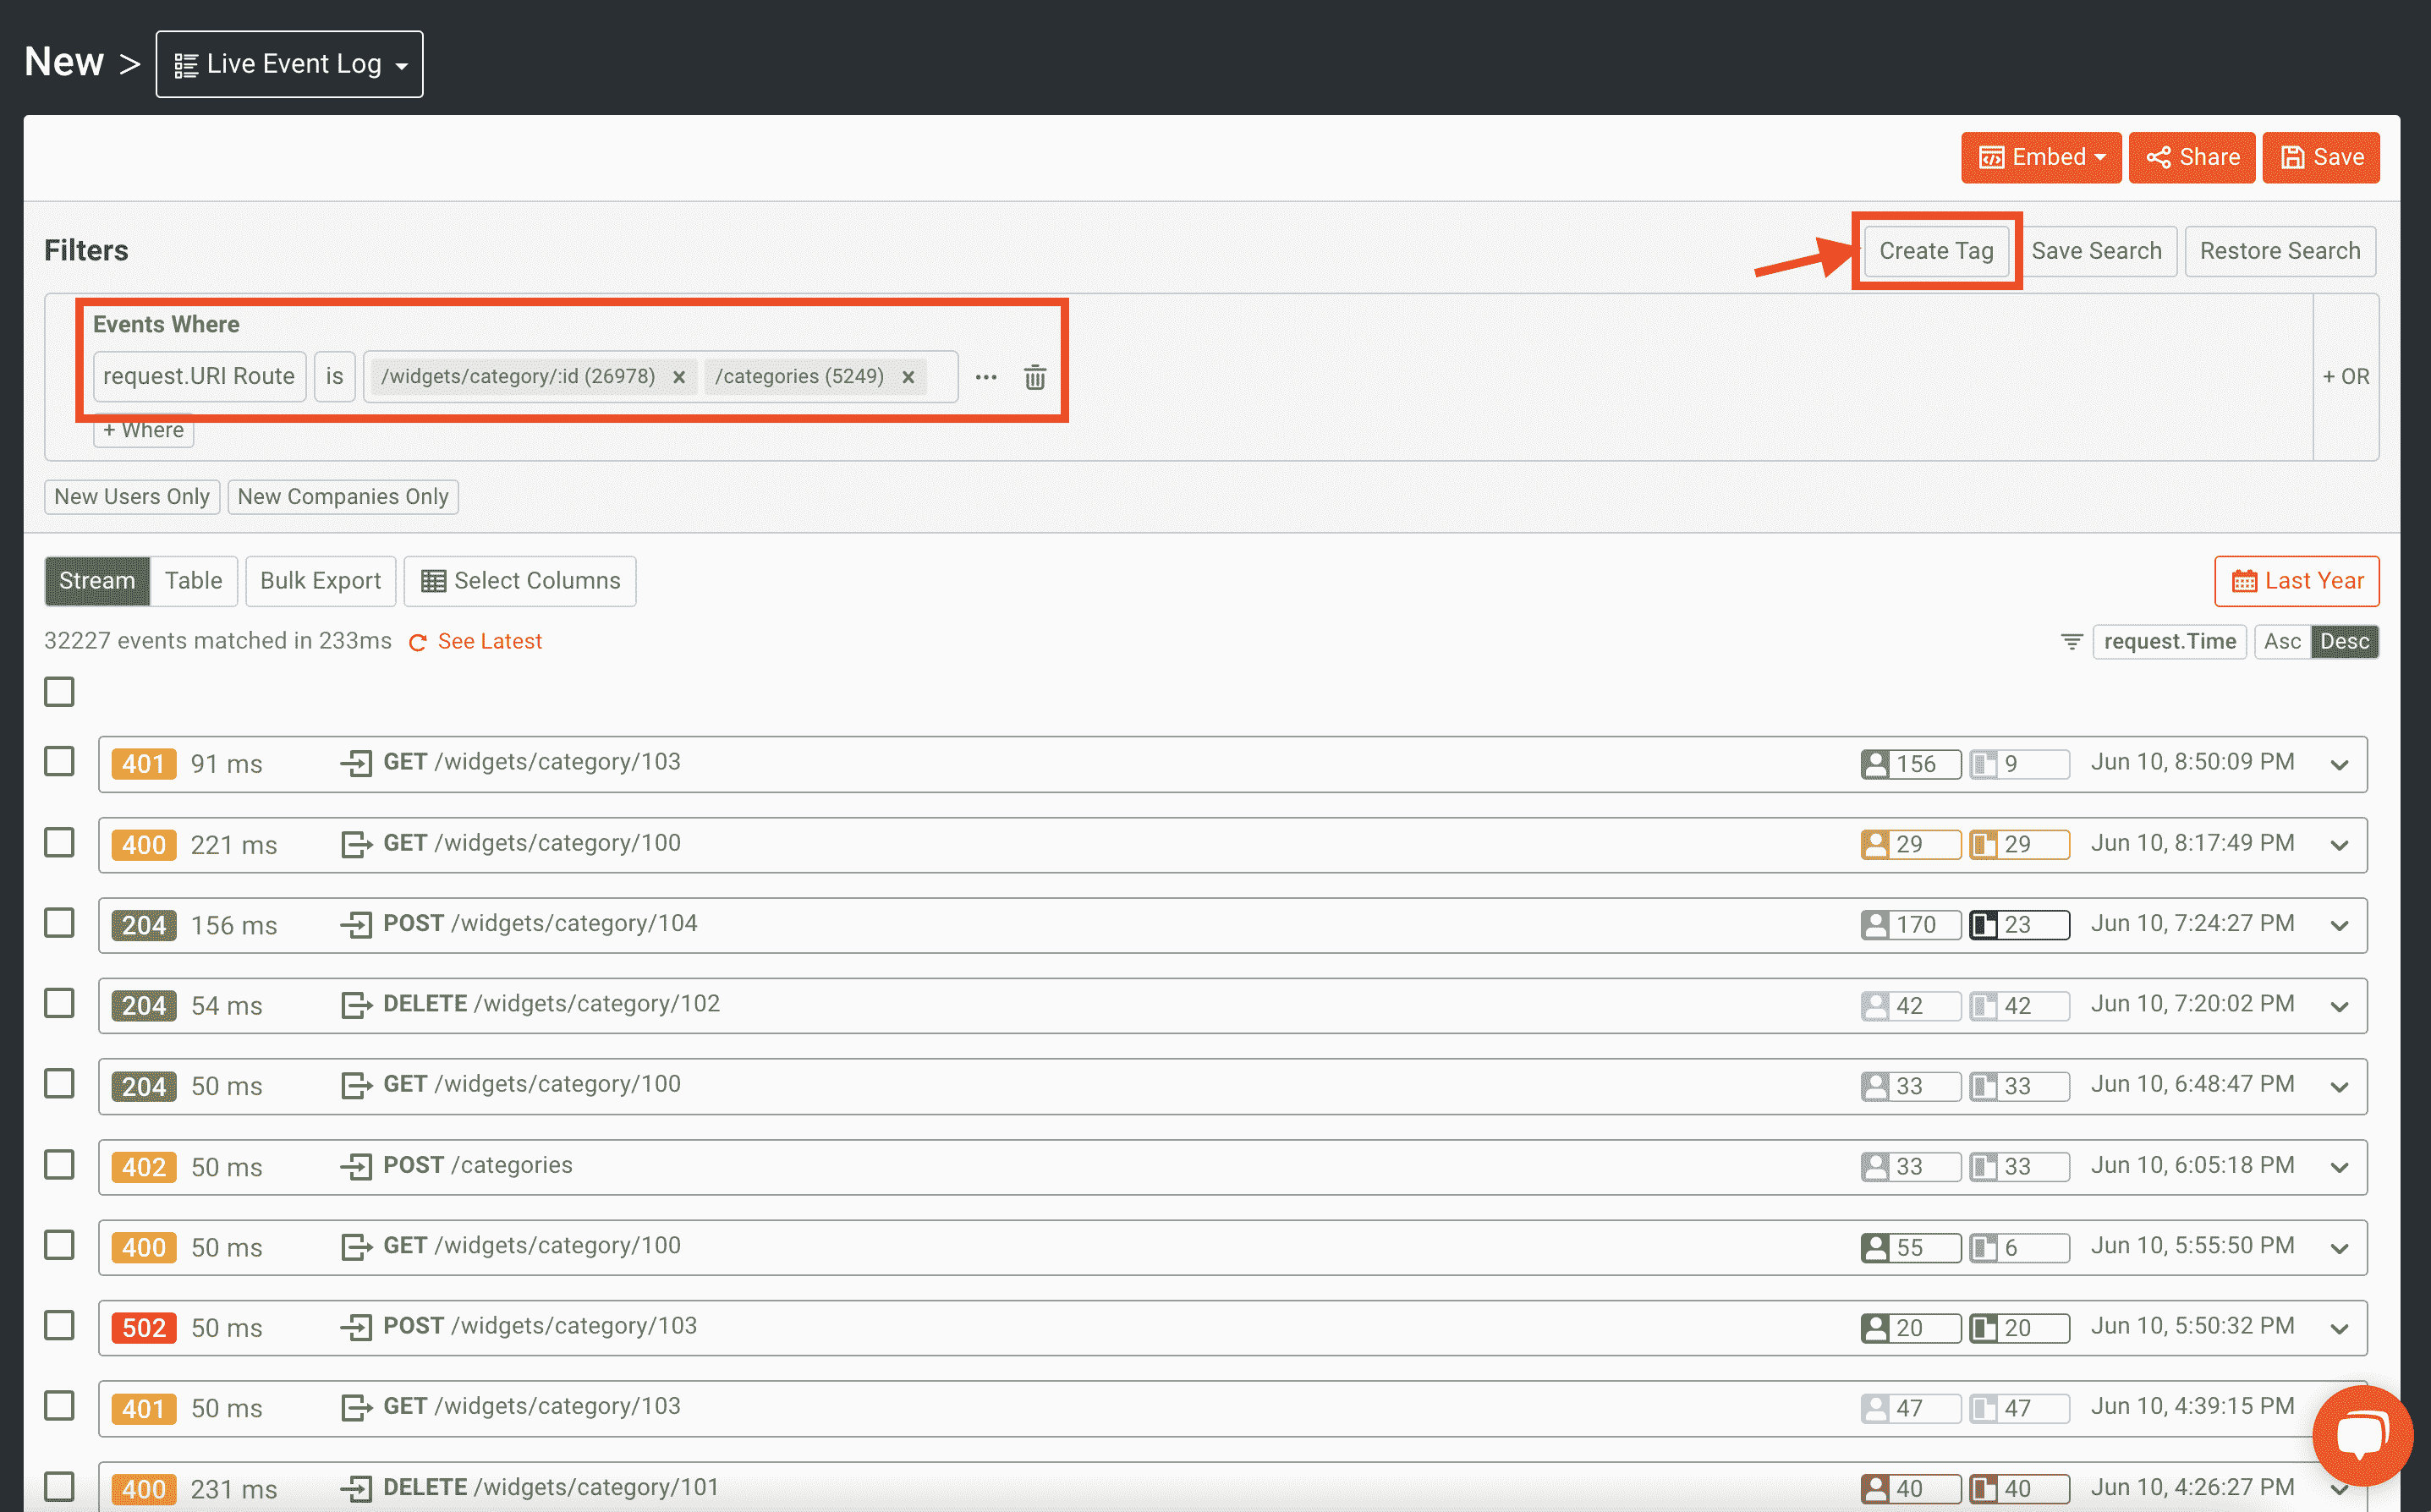 New > Live Event Log
Embed Share Save
Filters Create Tag Save Search Restore Search
Events Where
request.URI Route is /widgets/category/:id (26978) × /categories (5249) × ··· + OR
+ Where
New Users Only New Companies Only
Stream Table Bulk Export Select Columns Last Year
32227 events matched in 233ms See Latest request.Time Asc Desc
401 91 ms GET /widgets/category/103 156 9 Jun 10, 8:50:09 PM
400 221 ms GET /widgets/category/100 29 29 Jun 10, 8:17:49 PM
204 156 ms POST /widgets/category/104 170 23 Jun 10, 7:24:27 PM
204 54 ms DELETE /widgets/category/102 42 42 Jun 10, 7:20:02 PM
204 50 ms GET /widgets/category/100 33 33 Jun 10, 6:48:47 PM
402 50 ms POST /categories 33 33 Jun 10, 6:05:18 PM
400 50 ms GET /widgets/category/100 55 6 Jun 10, 5:55:50 PM
502 50 ms POST /widgets/category/103 20 20 Jun 10, 5:50:32 PM
401 50 ms GET /widgets/category/103 47 47 Jun 10, 4:39:15 PM
400 231 ms DELETE /widgets/category/101 40 40 Jun 10, 4:26:27 PM